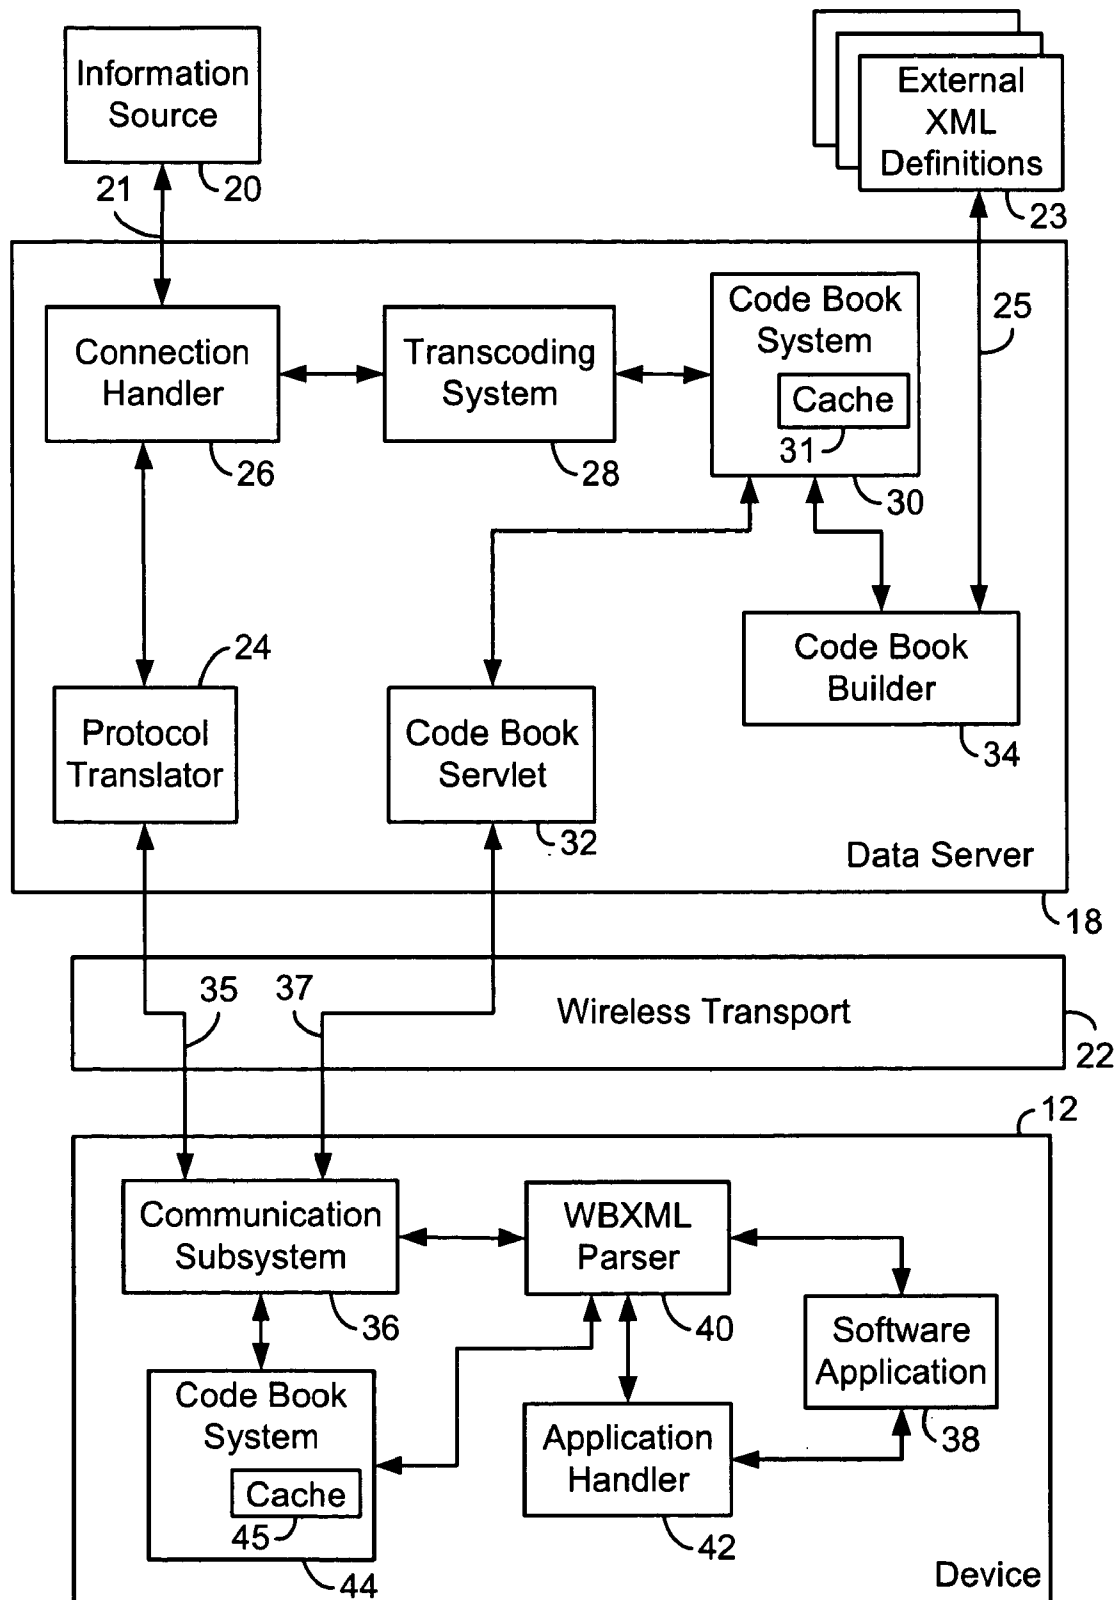 Information
Source
20
21
External
XML
Definitions
23
25
Connection
Handler
26
Transcoding
System
28
Code Book
System
Cache
31
30
24
Protocol
Translator
Code Book
Servlet
32
Code Book
Builder
34
Data Server
18
35
37
Wireless Transport
22
12
Communication
Subsystem
36
WBXML
Parser
40
Software
Application
38
Code Book
System
Cache
45
44
Application
Handler
42
Device